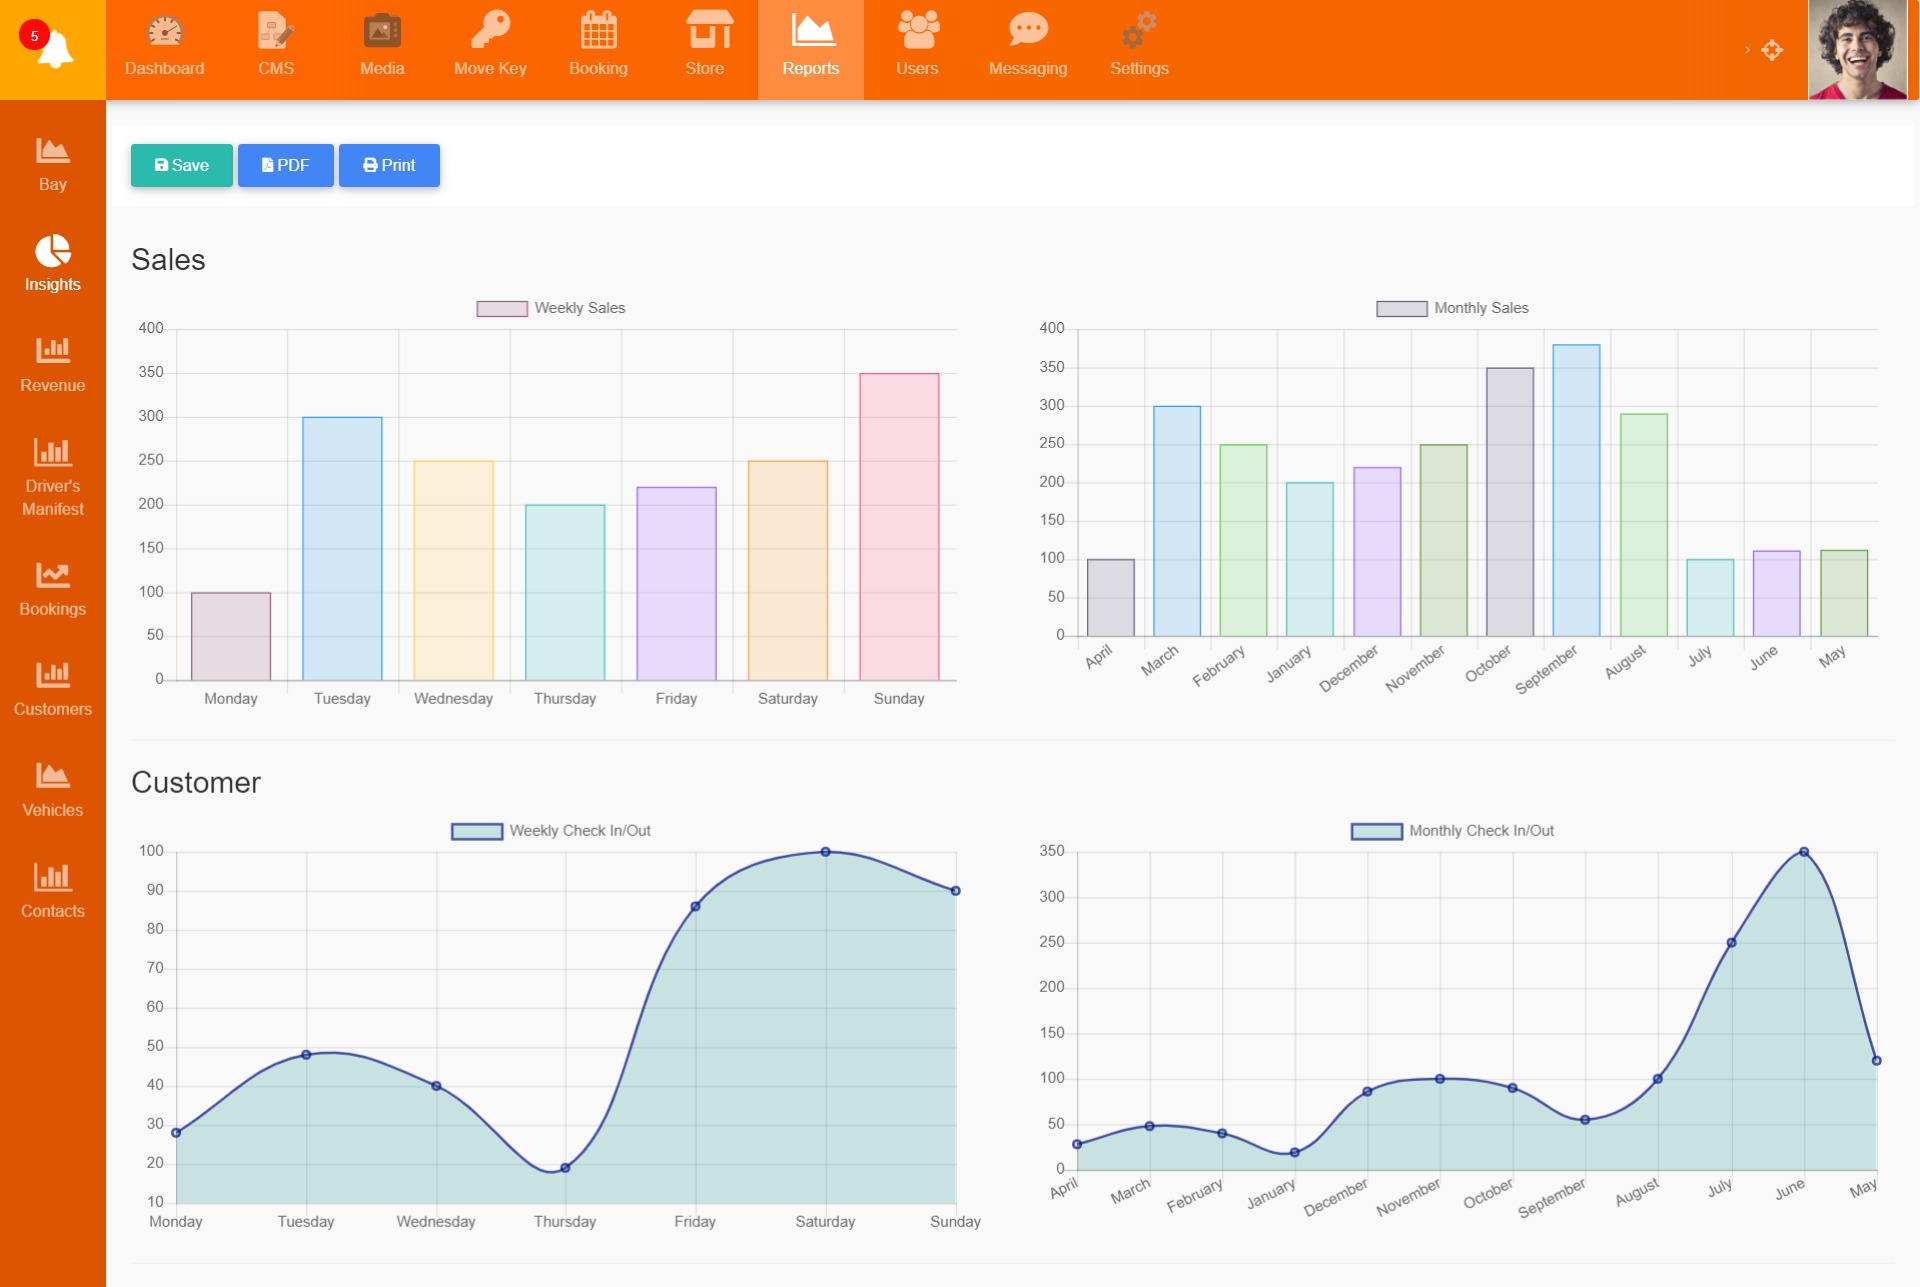 5
Dashboard
CMS
Media
Move Key
Booking
Store
Reports
Users
Messaging
Settings
Bay
Insights
Revenue
Driver's
Manifest
Bookings
Customers
Vehicles
Contacts
Save
PDF
Print
Sales
Weekly Sales
400
350
300
250
200
150
100
50
0
Monday
Tuesday
Wednesday
Thursday
Friday
Saturday
Sunday
Monthly Sales
400
350
300
250
200
150
100
50
0
April
March
February
January
December
November
October
September
August
July
June
May
Customer
Weekly Check In/Out
100
90
80
70
60
50
40
30
20
10
Monday
Tuesday
Wednesday
Thursday
Friday
Saturday
Sunday
Monthly Check In/Out
350
300
250
200
150
100
50
0
April
March
February
January
December
November
October
September
August
July
June
May